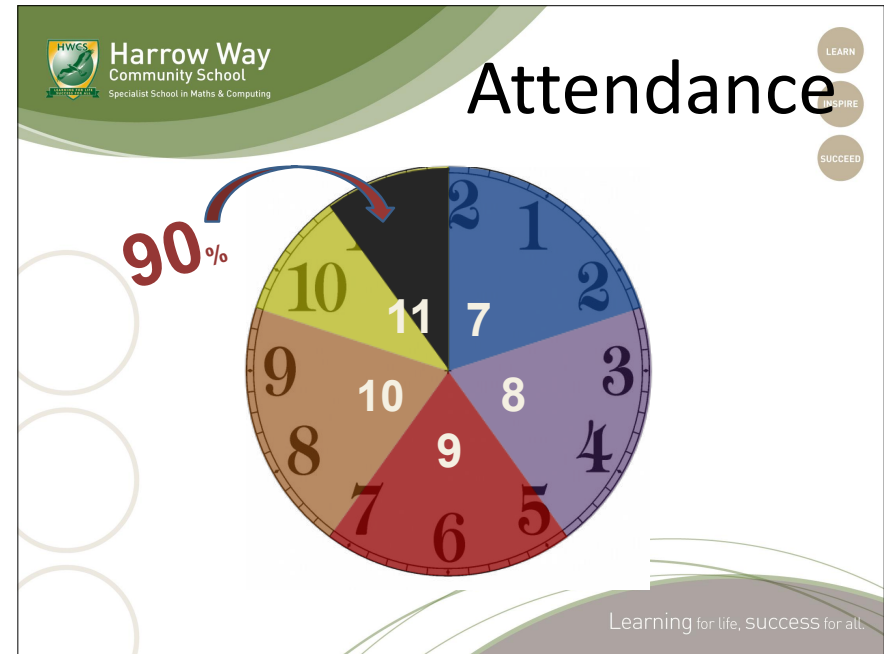 HWCS
Harrow Way
Community School
Specialist School in Maths & Computing
Attendance
LEARN
INSPIRE
SUCCEED
90%
2
1
2
3
4
5
6
7
8
9
10
7
8
9
10
11
Learning for life, success for all.